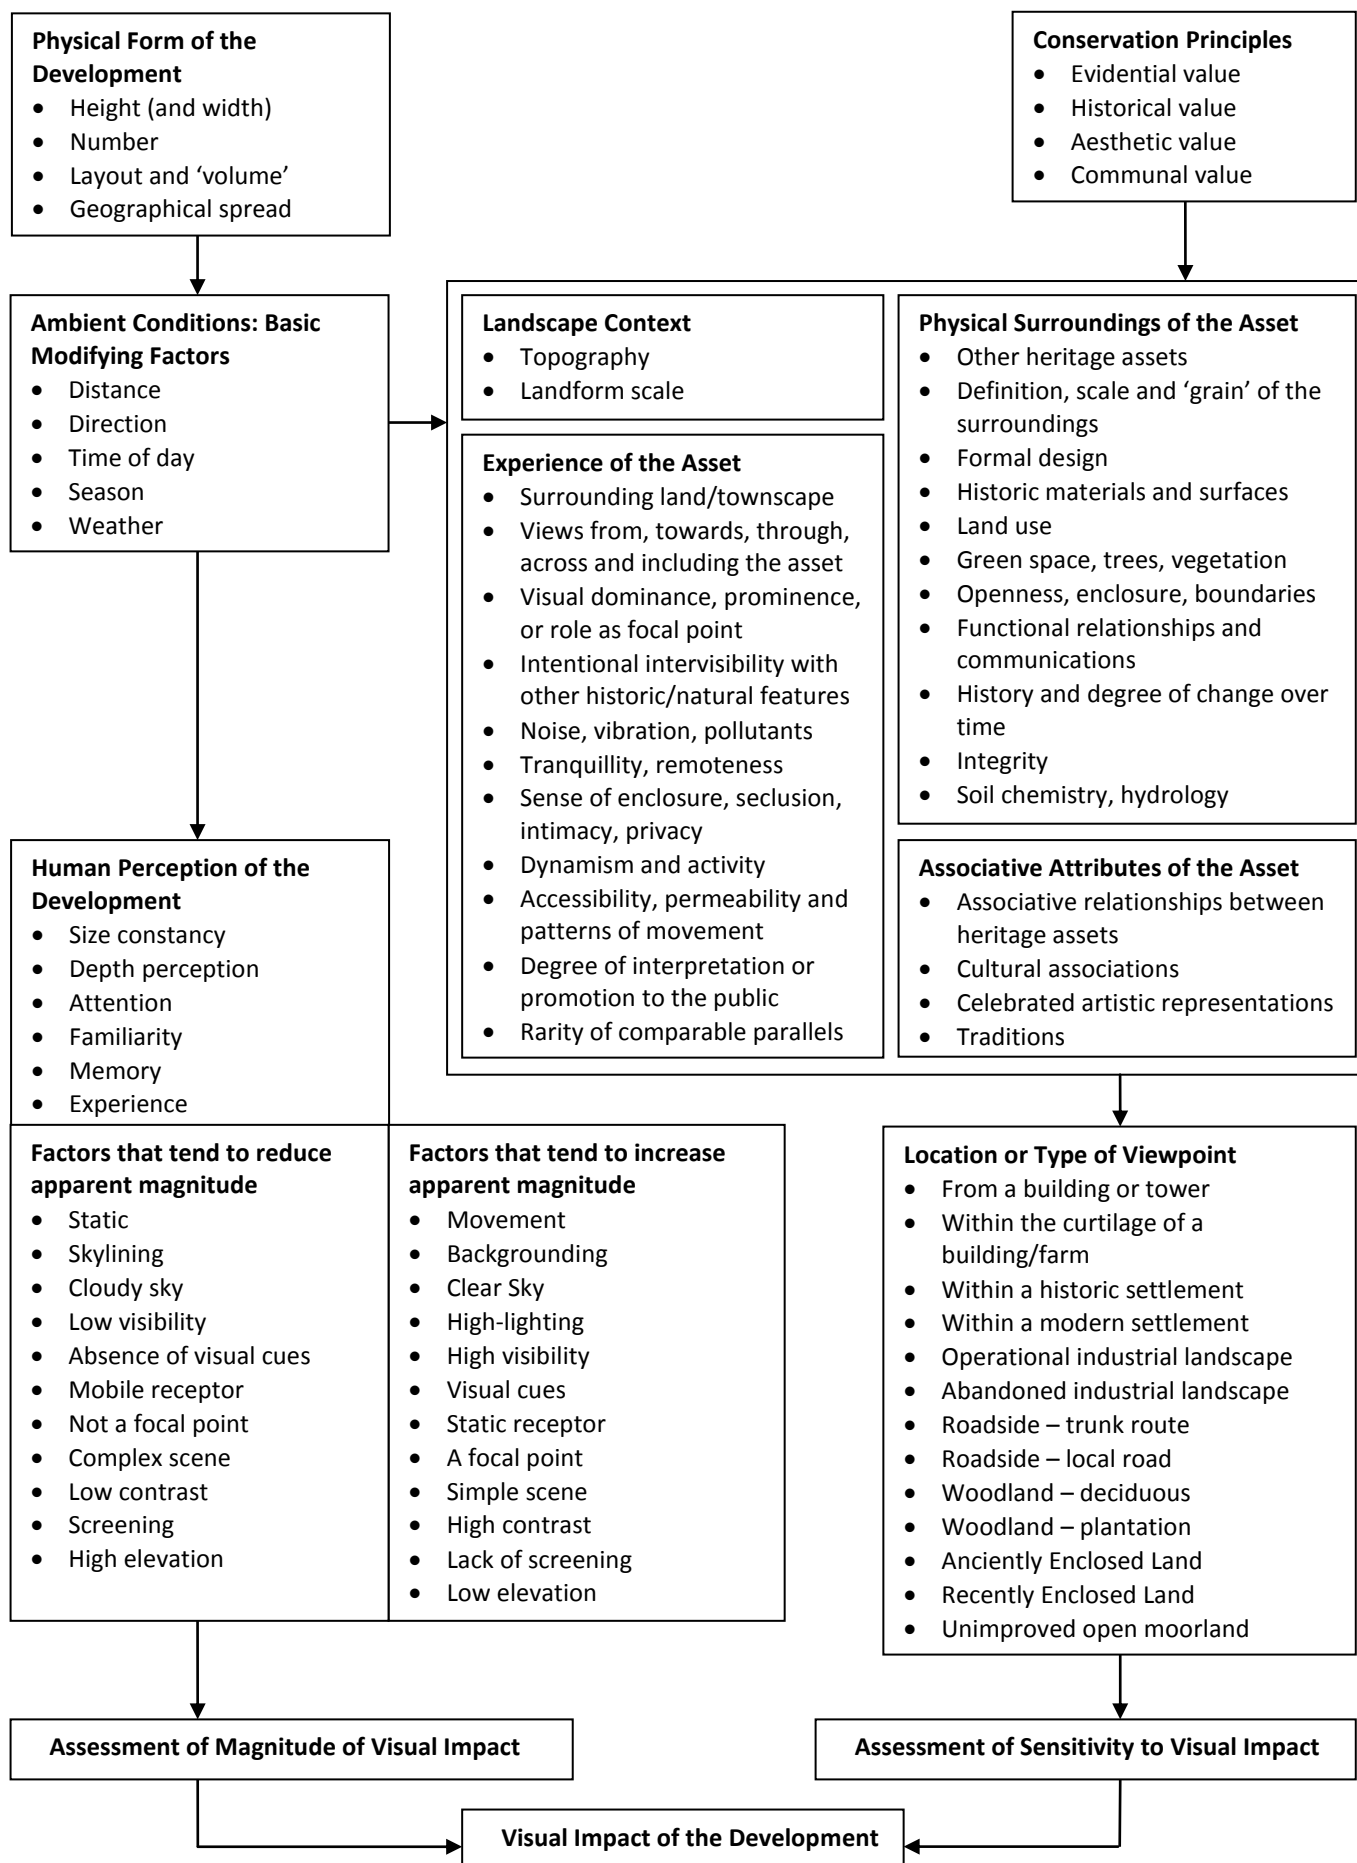 Physical Form of the
Development
• Height (and width)
• Number
• Layout and ‘volume’
• Geographical spread
Conservation Principles
• Evidential value
• Historical value
• Aesthetic value
• Communal value
Ambient Conditions: Basic
Modifying Factors
• Distance
• Direction
• Time of day
• Season
• Weather
Landscape Context
• Topography
• Landform scale
Experience of the Asset
• Surrounding land/townscape
• Views from, towards, through,
across and including the asset
• Visual dominance, prominence,
or role as focal point
• Intentional intervisibility with
other historic/natural features
• Noise, vibration, pollutants
• Tranquillity, remoteness
• Sense of enclosure, seclusion,
intimacy, privacy
• Dynamism and activity
• Accessibility, permeability and
patterns of movement
• Degree of interpretation or
promotion to the public
• Rarity of comparable parallels
Physical Surroundings of the Asset
• Other heritage assets
• Definition, scale and ‘grain’ of the
surroundings
• Formal design
• Historic materials and surfaces
• Land use
• Green space, trees, vegetation
• Openness, enclosure, boundaries
• Functional relationships and
communications
• History and degree of change over
time
• Integrity
• Soil chemistry, hydrology
Associative Attributes of the Asset
• Associative relationships between
heritage assets
• Cultural associations
• Celebrated artistic representations
• Traditions
Human Perception of the
Development
• Size constancy
• Depth perception
• Attention
• Familiarity
• Memory
• Experience
Factors that tend to reduce
apparent magnitude
• Static
• Skylining
• Cloudy sky
• Low visibility
• Absence of visual cues
• Mobile receptor
• Not a focal point
• Complex scene
• Low contrast
• Screening
• High elevation
Factors that tend to increase
apparent magnitude
• Movement
• Backgrounding
• Clear Sky
• High-lighting
• High visibility
• Visual cues
• Static receptor
• A focal point
• Simple scene
• High contrast
• Lack of screening
• Low elevation
Location or Type of Viewpoint
• From a building or tower
• Within the curtilage of a
building/farm
• Within a historic settlement
• Within a modern settlement
• Operational industrial landscape
• Abandoned industrial landscape
• Roadside – trunk route
• Roadside – local road
• Woodland – deciduous
• Woodland – plantation
• Anciently Enclosed Land
• Recently Enclosed Land
• Unimproved open moorland
Assessment of Magnitude of Visual Impact
Assessment of Sensitivity to Visual Impact
Visual Impact of the Development